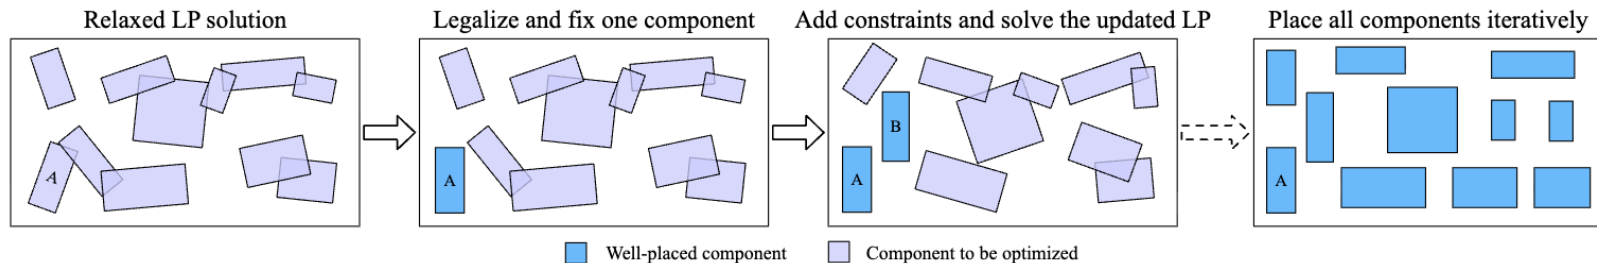 Relaxed LP solution
Legalize and fix one component
Add constraints and solve the updated LP
Place all components iteratively
A
A
B
A
A
Well-placed component
Component to be optimized